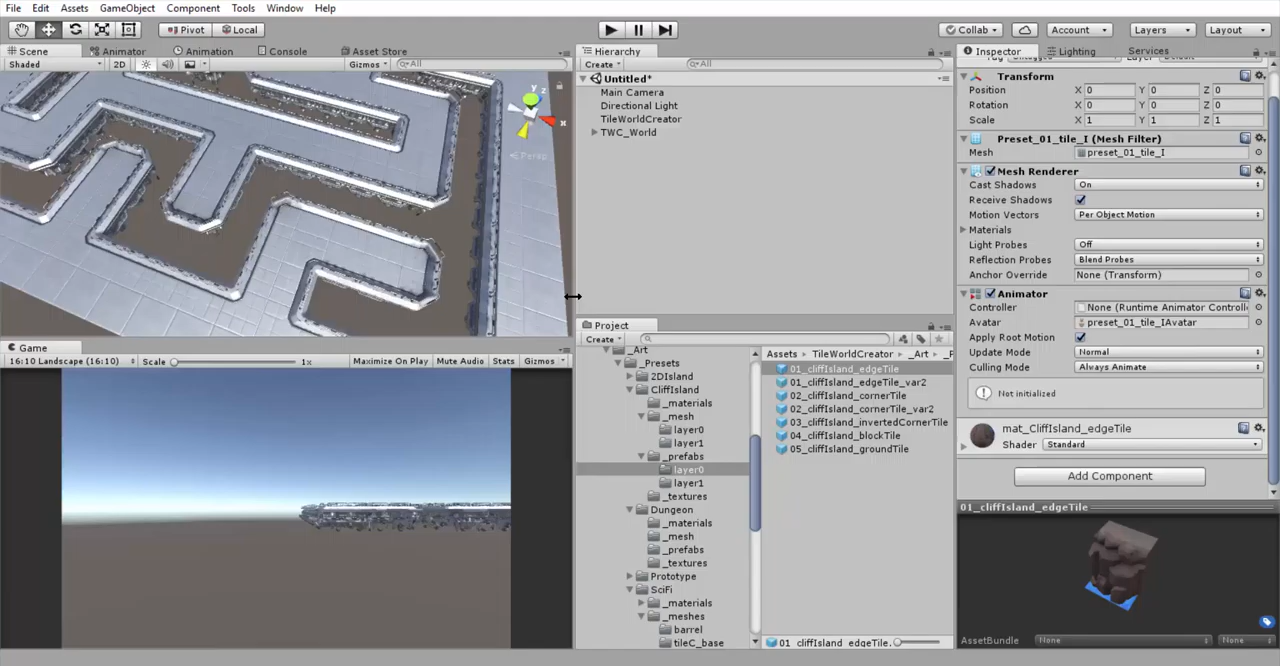 File Edit Assets GameObject Component Tools Window Help
Pivot Local Collab Account Layers Layout
Scene Animator Animation Console Asset Store
Shaded 2D Gizmos All
y z
x
Persp
Game
16:10 Landscape (16:10) Scale 1x Maximize On Play Mute Audio Stats Gizmos
Hierarchy
Create All
Untitled*
Main Camera
Directional Light
TileWorldCreator
TWC_World
Project
Create
_Art
_Presets
2DIsland
CliffIsland
_materials
_mesh
layer0
layer1
_prefabs
layer0
layer1
_textures
Dungeon
_materials
_mesh
_prefabs
_textures
Prototype
SciFi
_materials
_meshes
barrel
tileC_base
Assets TileWorldCreator _Art
01_cliffIsland_edgeTile
01_cliffIsland_edgeTile_var2
02_cliffIsland_cornerTile
02_cliffIsland_cornerTile_var2
03_cliffIsland_invertedCornerTile
04_cliffIsland_blockTile
05_cliffIsland_groundTile
01_cliffIsland_edgeTile.
Inspector Lighting Services
Transform
Position X 0 Y 0 Z 0
Rotation X 0 Y 0 Z 0
Scale X 1 Y 1 Z 1
Preset_01_tile_I (Mesh Filter)
Mesh preset_01_tile_I
Mesh Renderer
Cast Shadows On
Receive Shadows
Motion Vectors Per Object Motion
Materials
Light Probes Off
Reflection Probes Blend Probes
Anchor Override None (Transform)
Animator
Controller None (Runtime Animator Controll
Avatar preset_01_tile_IAvatar
Apply Root Motion
Update Mode Normal
Culling Mode Always Animate
Not initialized
mat_CliffIsland_edgeTile
Shader Standard
Add Component
01_cliffIsland_edgeTile
AssetBundle None None